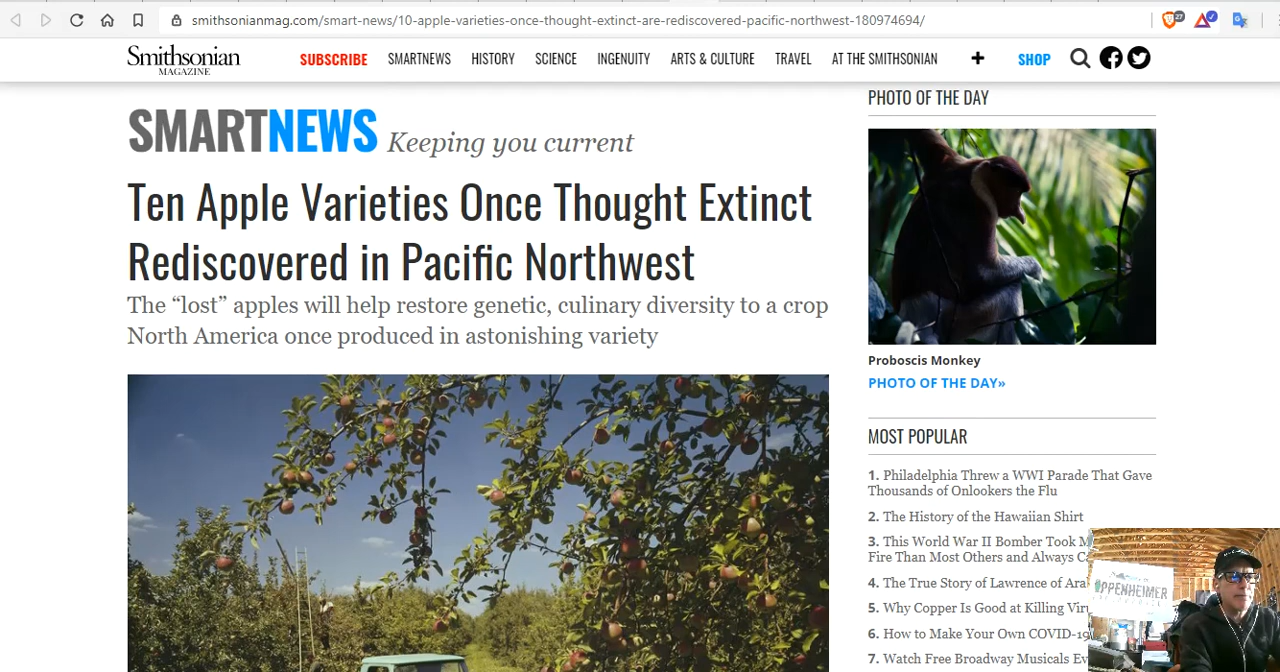 smithsonianmag.com/smart-news/10-apple-varieties-once-thought-extinct-are-rediscovered-pacific-northwest-180974694/
27
Smithsonian
MAGAZINE
SUBSCRIBE SMARTNEWS HISTORY SCIENCE INGENUITY ARTS & CULTURE TRAVEL AT THE SMITHSONIAN + SHOP
SMARTNEWS Keeping you current
Ten Apple Varieties Once Thought Extinct
Rediscovered in Pacific Northwest
The “lost” apples will help restore genetic, culinary diversity to a crop
North America once produced in astonishing variety
PHOTO OF THE DAY
Proboscis Monkey
PHOTO OF THE DAY»
MOST POPULAR
1. Philadelphia Threw a WWI Parade That Gave
Thousands of Onlookers the Flu
2. The History of the Hawaiian Shirt
3. This World War II Bomber Took M
Fire Than Most Others and Always C
4. The True Story of Lawrence of Ara
5. Why Copper Is Good at Killing Viru
6. How to Make Your Own COVID-19
7. Watch Free Broadway Musicals Ev
PPENHEIMER